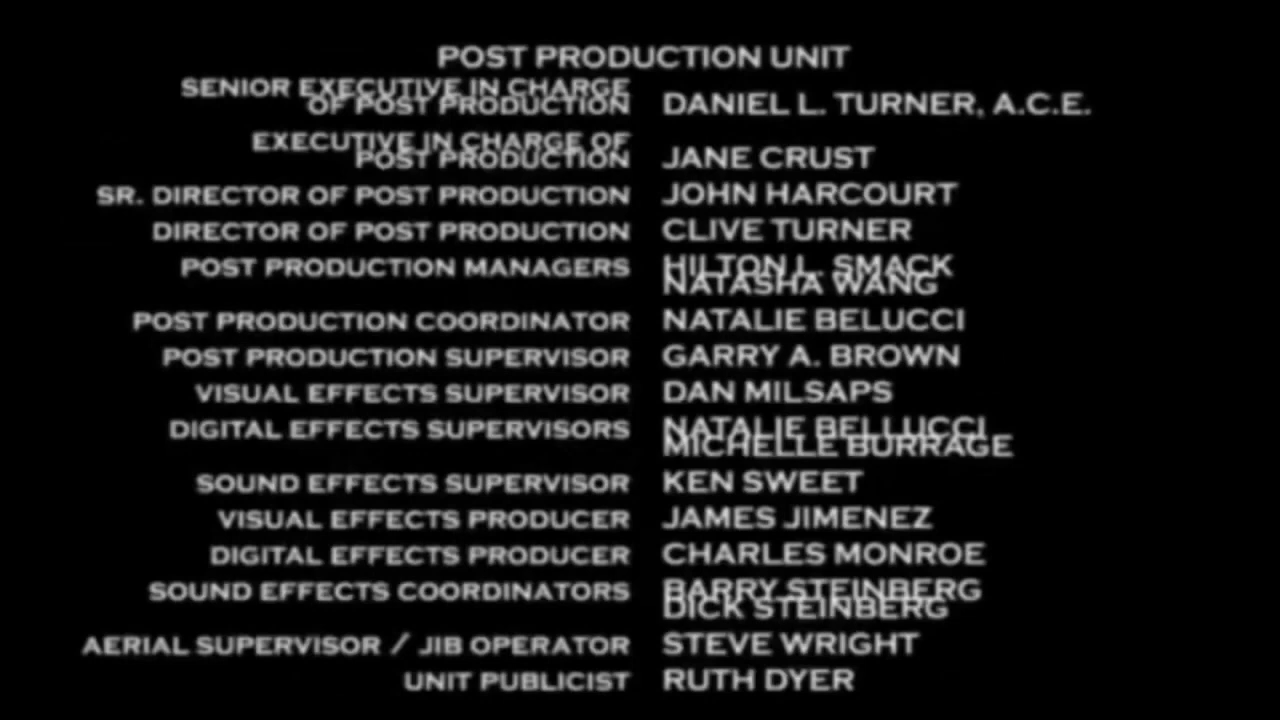 POST PRODUCTION UNIT
SENIOR EXECUTIVE IN CHARGE
OF POST PRODUCTION DANIEL L. TURNER, A.C.E.
EXECUTIVE IN CHARGE OF
POST PRODUCTION JANE CRUST
SR. DIRECTOR OF POST PRODUCTION JOHN HARCOURT
DIRECTOR OF POST PRODUCTION CLIVE TURNER
POST PRODUCTION MANAGERS HILTON L. SMACK
NATASHA WANG
POST PRODUCTION COORDINATOR NATALIE BELUCCI
POST PRODUCTION SUPERVISOR GARRY A. BROWN
VISUAL EFFECTS SUPERVISOR DAN MILSAPS
DIGITAL EFFECTS SUPERVISORS NATALIE BELLUCCI
MICHELLE BURRAGE
SOUND EFFECTS SUPERVISOR KEN SWEET
VISUAL EFFECTS PRODUCER JAMES JIMENEZ
DIGITAL EFFECTS PRODUCER CHARLES MONROE
SOUND EFFECTS COORDINATORS BARRY STEINBERG
DICK STEINBERG
AERIAL SUPERVISOR / JIB OPERATOR STEVE WRIGHT
UNIT PUBLICIST RUTH DYER